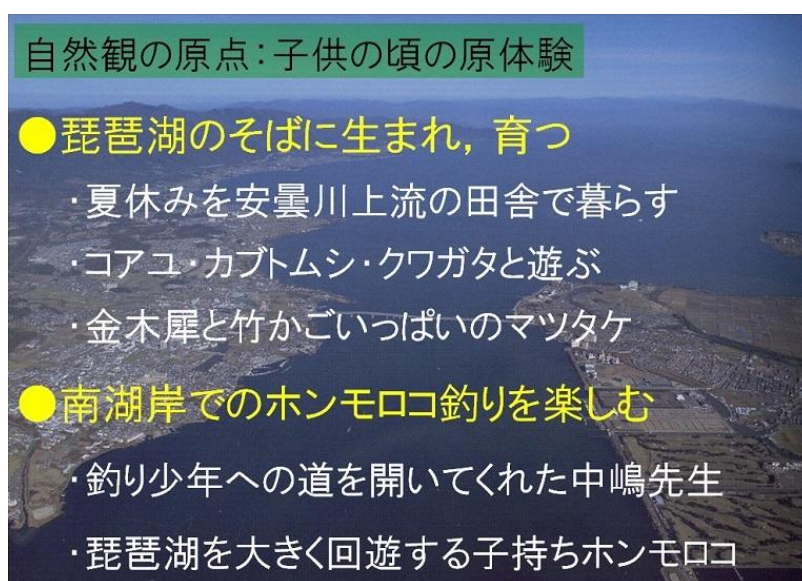 自然観の原点：子供の頃の原体験
●琵琶湖のそばに生まれ，育つ
・夏休みを安曇川上流の田舎で暮らす
・コアユ・カブトムシ・クワガタと遊ぶ
・金木犀と竹かごいっぱいのマツタケ
●南湖岸でのホンモロコ釣りを楽しむ
・釣り少年への道を開いてくれた中嶋先生
・琵琶湖を大きく回遊する子持ちホンモロコ